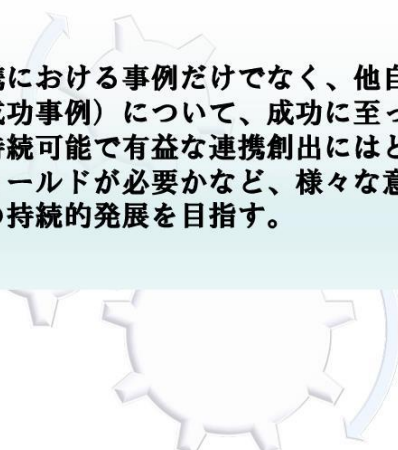 携における事例だけでなく、他自
成功事例）について、成功に至っ
持続可能で有益な連携創出にはど
ィールドが必要かなど、様々な意
の持続的発展を目指す。